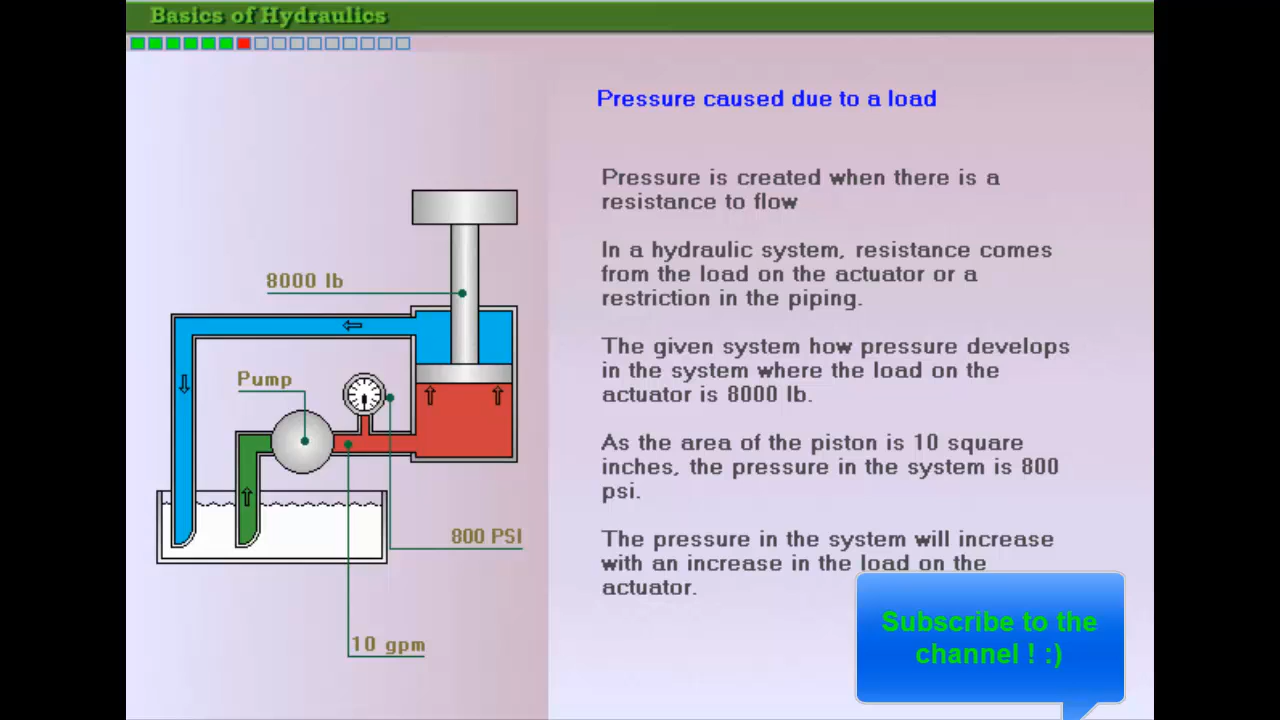 Basics of Hydraulics
Pressure caused due to a load
Pressure is created when there is a
resistance to flow
In a hydraulic system, resistance comes
from the load on the actuator or a
restriction in the piping.
The given system how pressure develops
in the system where the load on the
actuator is 8000 lb.
As the area of the piston is 10 square
inches, the pressure in the system is 800
psi.
The pressure in the system will increase
with an increase in the load on the
actuator.
8000 lb
Pump
800 PSI
10 gpm
Subscribe to the
channel ! :)